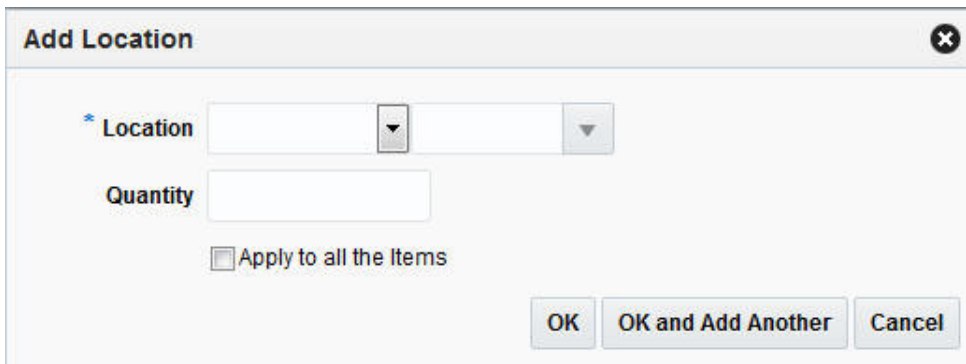 Add Location
* Location
Quantity
Apply to all the Items
OK OK and Add Another Cancel